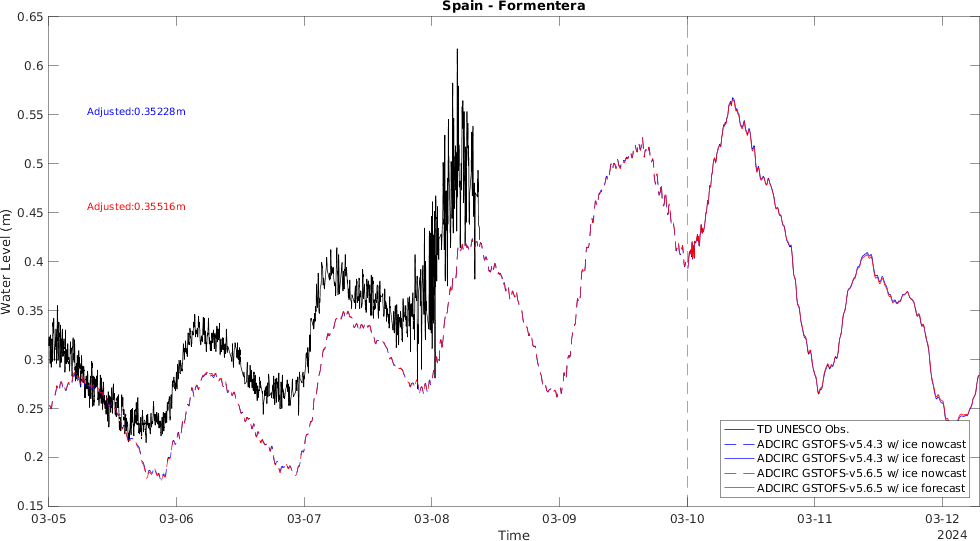 Spain - Formentera
0.65
0.6
0.55
0.5
0.45
0.4
0.35
0.3
0.25
0.2
0.15
Water Level (m)
Adjusted:0.35228m
Adjusted:0.35516m
TD UNESCO Obs.
ADCIRC GSTOFS-v5.4.3 w/ ice nowcast
ADCIRC GSTOFS-v5.4.3 w/ ice forecast
ADCIRC GSTOFS-v5.6.5 w/ ice nowcast
ADCIRC GSTOFS-v5.6.5 w/ ice forecast
03-05 03-06 03-07 03-08 03-09 03-10 03-11 03-12
Time
2024